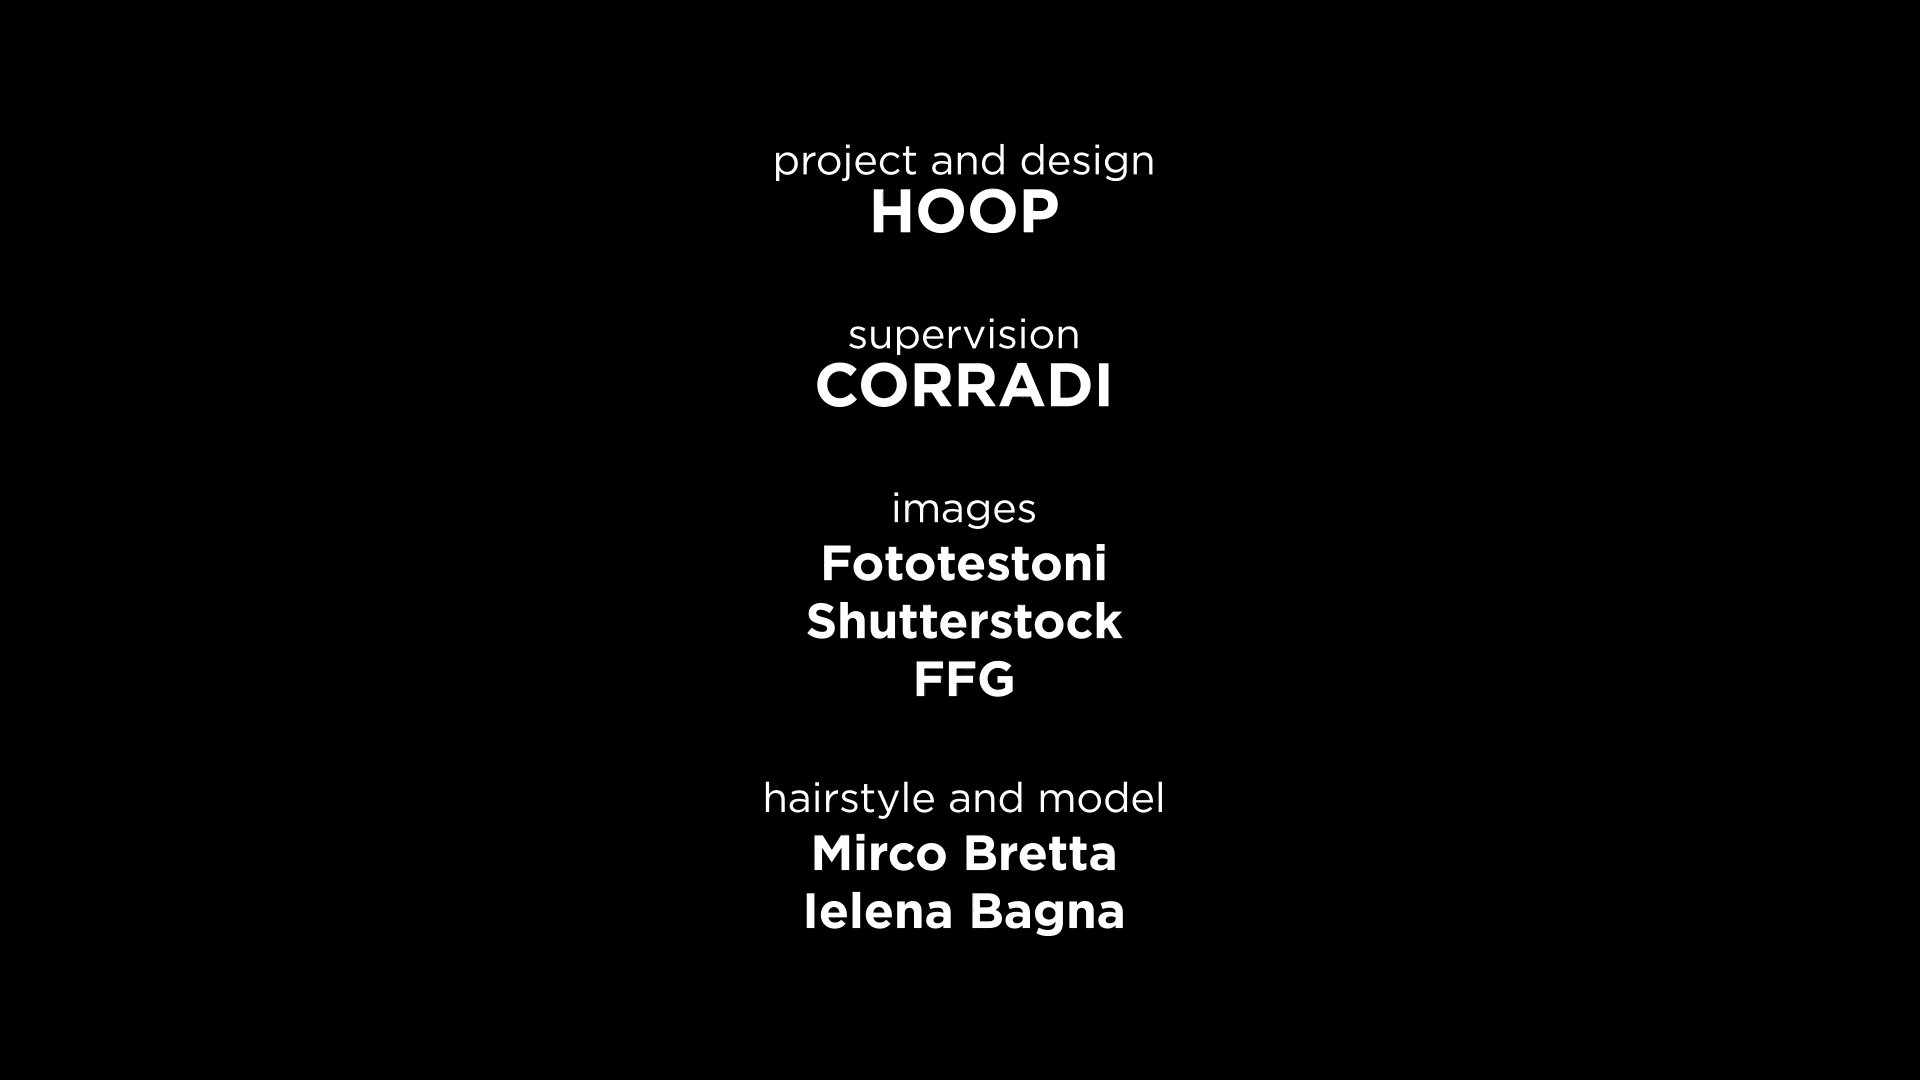 project and design
HOOP
supervision
CORRADI
images
Fototestoni
Shutterstock
FFG
hairstyle and model
Mirco Bretta
Ielena Bagna